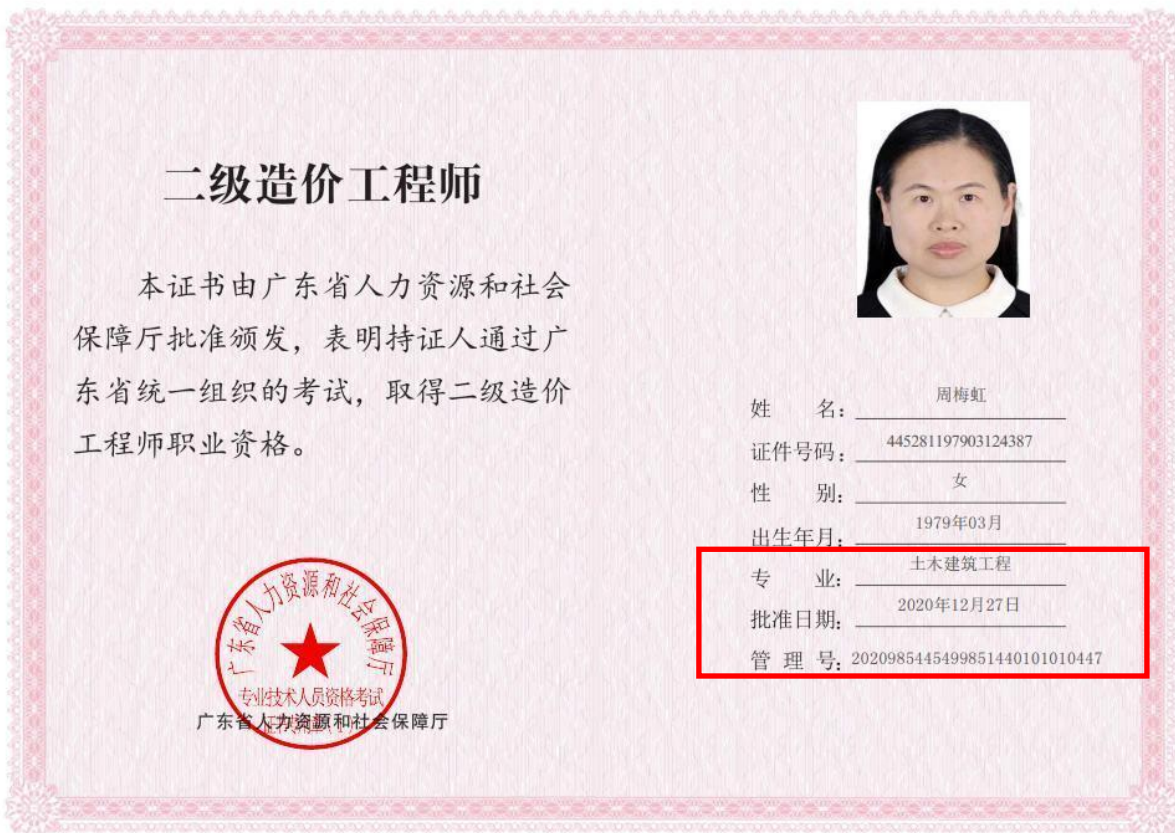 二级造价工程师
本证书由广东省人力资源和社会
保障厅批准颁发，表明持证人通过广
东省统一组织的考试，取得二级造价
工程师职业资格。
广东省人力资源和社会保障厅
专业技术人员资格考试
广东省人力资源和社会保障厅
姓 名：周梅虹
证件号码：445281197903124387
性 别：女
出生年月：1979年03月
专 业：土木建筑工程
批准日期：2020年12月27日
管 理 号：20209854454999851440101010447